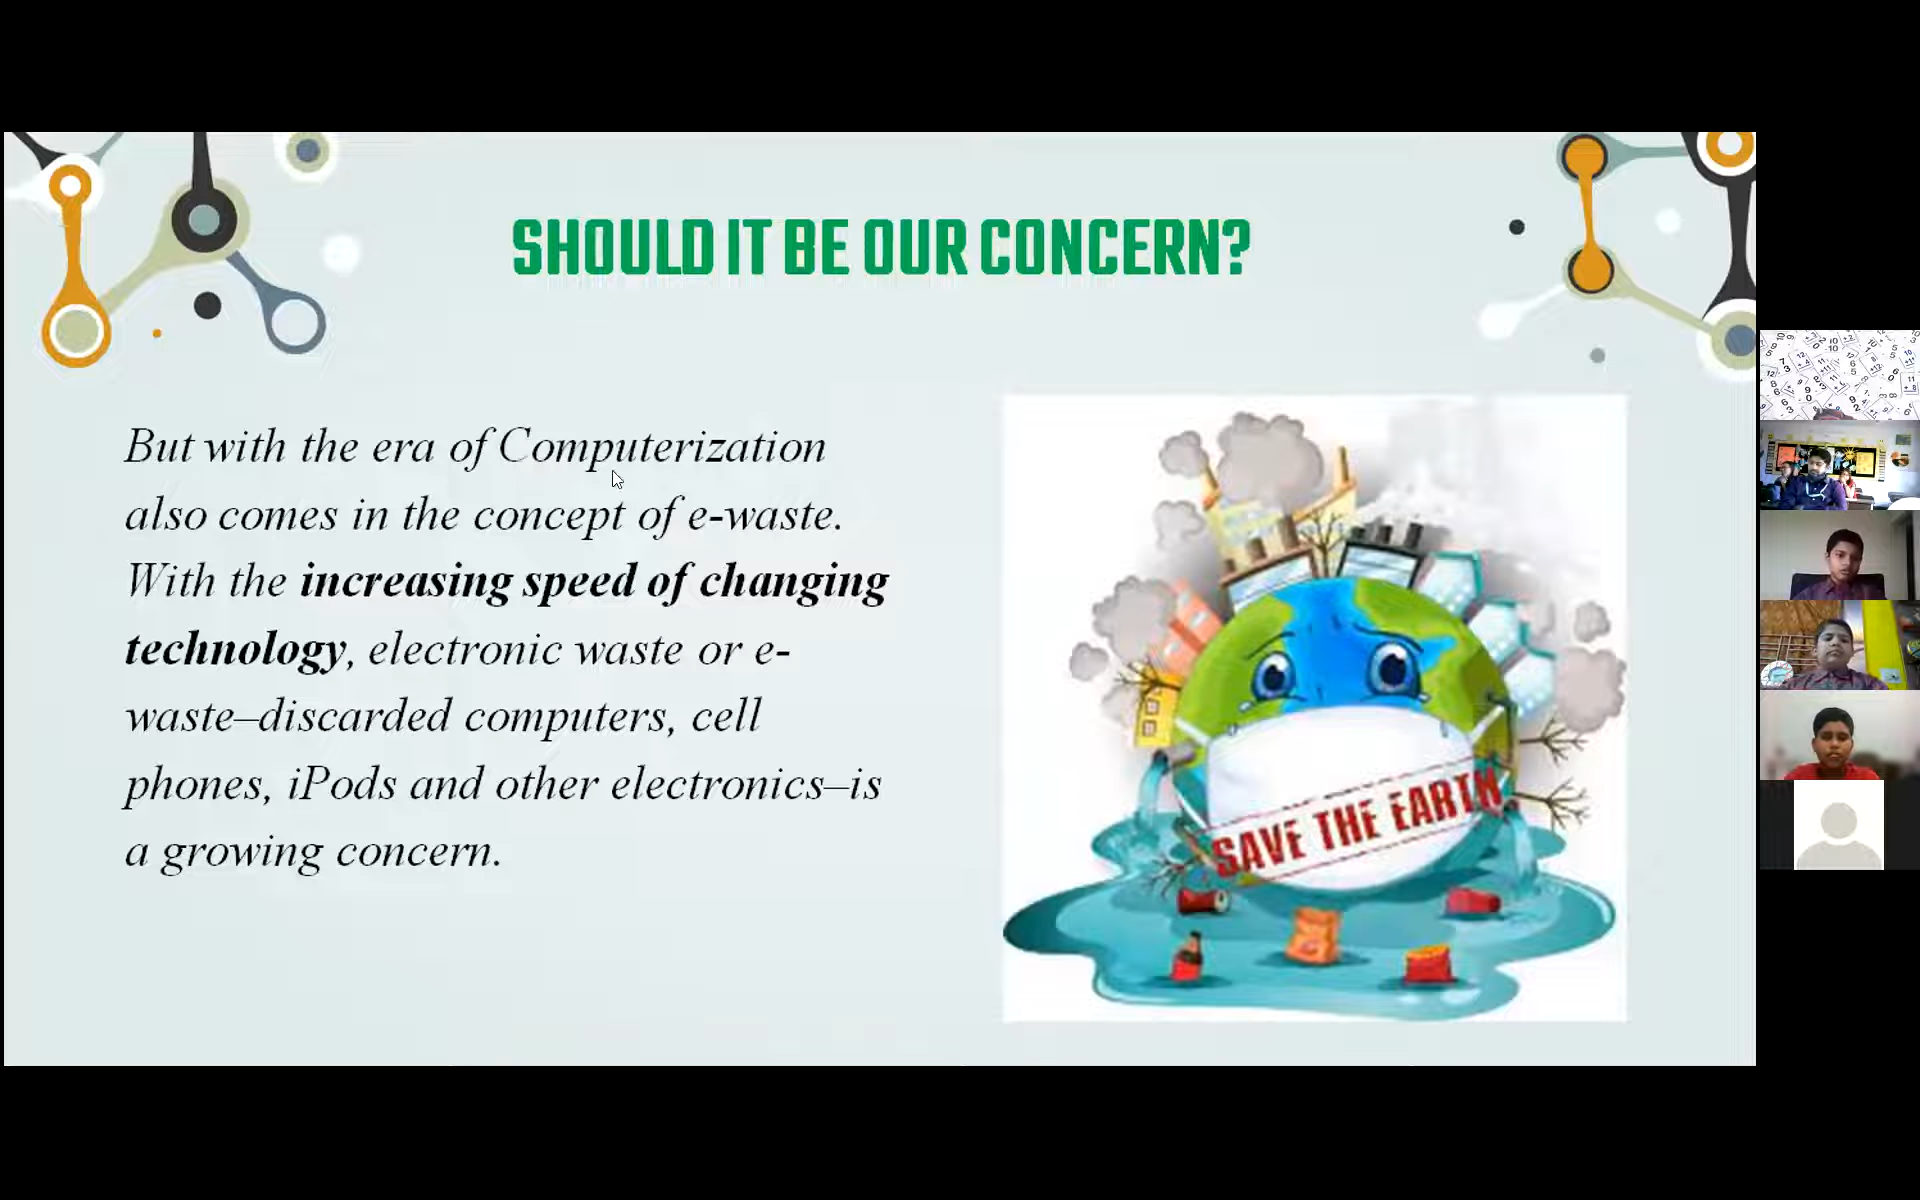 SHOULD IT BE OUR CONCERN?
But with the era of Computerization
also comes in the concept of e-waste.
With the increasing speed of changing
technology, electronic waste or e-
waste–discarded computers, cell
phones, iPods and other electronics–is
a growing concern.
SAVE THE EARTH